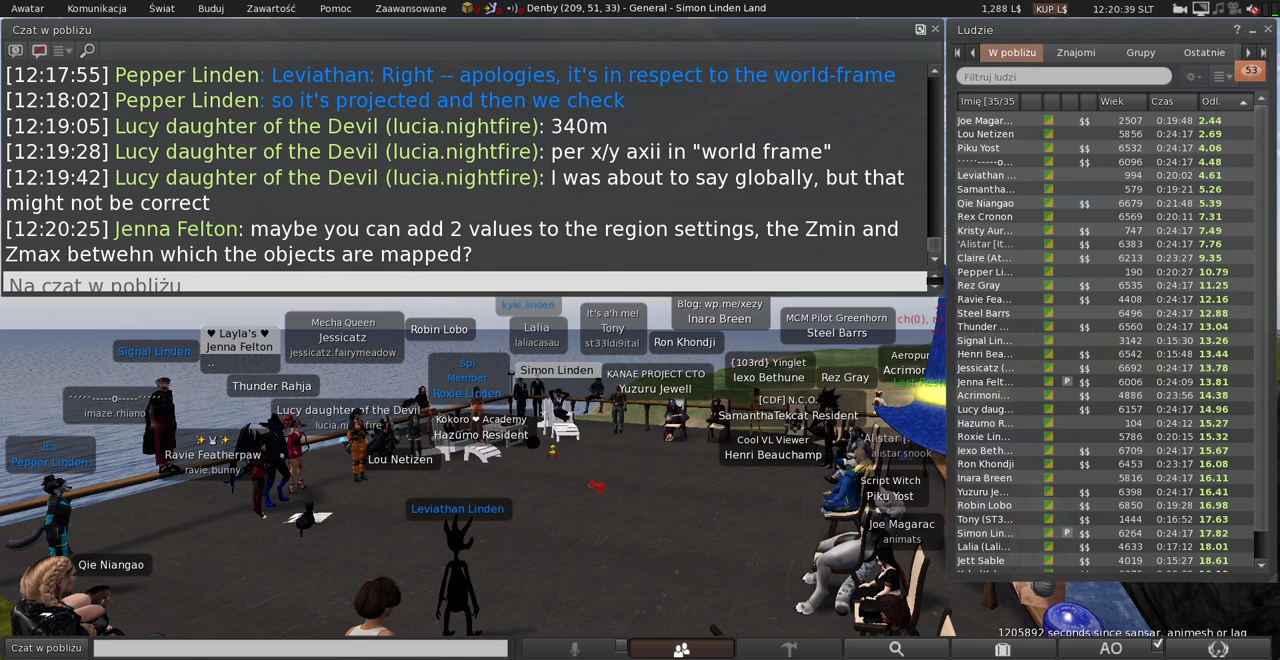 Awatar Komunikacja Świat Buduj Zawartość Pomoc Zaawansowane Denby (209, 51, 33) - General - Simon Linden Land 1,288 L$ KUP L$ 12:20:39 SLT
Czat w pobliżu
[12:17:55] Pepper Linden: Leviathan: Right -- apologies, it's in respect to the world-frame
[12:18:02] Pepper Linden: so it's projected and then we check
[12:19:05] Lucy daughter of the Devil (lucia.nightfire): 340m
[12:19:28] Lucy daughter of the Devil (lucia.nightfire): per x/y axii in "world frame"
[12:19:42] Lucy daughter of the Devil (lucia.nightfire): I was about to say globally, but that
might not be correct
[12:20:25] Jenna Felton: maybe you can add 2 values to the region settings, the Zmin and
Zmax betwehn which the objects are mapped?
Na czat w pobliżu
Ludzie
W pobliżu Znajomi Grupy Ostatnie
Filtruj ludzi
53
Imię [35/35 Wiek Czas Odl.
Joe Magar... $$ 2507 0:19:48 2.44
Lou Netizen 5856 0:24:17 2.69
Piku Yost $$ 6532 0:24:17 4.06
´´´´´-----o... $$ 6096 0:24:17 4.48
Leviathan ... 994 0:20:02 4.61
Samantha... 579 0:19:21 5.26
Qie Niangao $$ 6679 0:21:48 5.39
Rex Cronon 6569 0:20:11 7.31
Kristy Aur... $$ 747 0:24:17 7.49
'Alistar [It... $$ 6383 0:24:17 7.76
Claire (At... $$ 6213 0:23:27 9.35
Pepper Li... 190 0:20:27 10.79
Rez Gray $$ 6535 0:24:17 11.25
Ravie Fea... $$ 4408 0:24:17 12.16
Steel Barrs $$ 6496 0:24:17 12.88
Thunder ... $$ 6560 0:24:17 13.04
Signal Lin... 3142 0:15:30 13.26
Henri Bea... $$ 6542 0:15:48 13.44
Jessicatz (... $$ 6692 0:24:17 13.78
Jenna Felt... P $$ 6006 0:24:09 13.81
Acrimoni... $$ 4886 0:23:56 14.38
Lucy daug... $$ 6157 0:24:17 14.96
Hazumo R... 104 0:24:12 15.27
Roxie Lin... 5786 0:20:15 15.32
Iexo Beth... $$ 6709 0:24:17 15.67
Ron Khondji $$ 6453 0:23:17 16.08
Inara Breen 5816 0:24:17 16.11
Yuzuru Je... $$ 6398 0:24:17 16.41
Robin Lobo $$ 6850 0:19:28 16.98
Tony (ST3... $$ 1444 0:16:52 17.63
Simon Lin... P $$ 6264 0:24:17 17.82
Lalia (Lali... $$ 4633 0:17:12 18.01
Jett Sable $$ 4019 0:15:27 18.61
kyle.linden
Blog: wp.me/xezy
Inara Breen
It's a'h me!
Tony
st33ldi9ital
MCM Pilot Greenhorn
Steel Barrs
ch(0), 
Mecha Queen
Jessicatz
jessicatz.fairymeadow
Robin Lobo
Lalia
laliacasau
♥ Layla's ♥
Jenna Felton
..
Ron Khondji
Signal Linden
{103rd} Yinglet
Iexo Bethune
Aeropu
Acrimor
Spi
Member
Roxie Linden
Simon Linden
KANAE PROJECT CTO
Yuzuru Jewell
Rez Gray
Thunder Rahja
´´´´´-----o-----´´´´´
imaze.rhiano
[CDF] N.C.O.
SamanthaTekcat Resident
Lucy daughter of the Devil
lucia.nightfire
Kokoro ♥ Academy
Hazumo Resident
It's
Pepper Linden
Ravie Featherpaw
ravie.bunny
Lou Netizen
Cool VL Viewer
Henri Beauchamp
Alistar [
alistar.snook
Script Witch
Piku Yost
Leviathan Linden
Joe Magarac
animats
Qie Niangao
1205892 seconds since sansar, animesh or lag
Czat w pobliżu AO